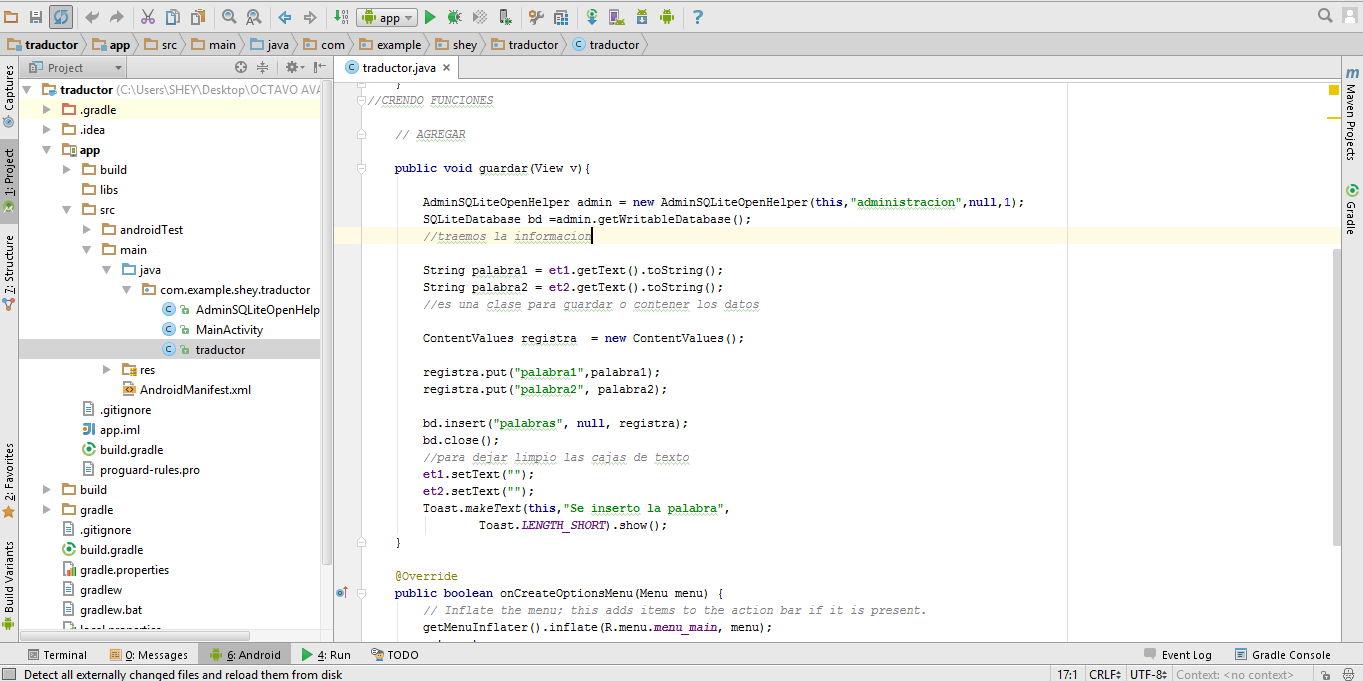 app
traductor
app
src
main
java
com
example
shey
traductor
traductor
Project
traductor.java
traductor (C:\Users\SHEY\Desktop\OCTAVO AVA
.gradle
.idea
app
build
libs
src
androidTest
main
java
com.example.shey.traductor
AdminSQLiteOpenHelp
MainActivity
traductor
res
AndroidManifest.xml
.gitignore
app.iml
build.gradle
proguard-rules.pro
build
gradle
.gitignore
build.gradle
gradle.properties
gradlew
gradlew.bat
local.properties
Captures
1: Project
7: Structure
2: Favorites
Build Variants
}
//CRENDO FUNCIONES
// AGREGAR
public void guardar(View v){
AdminSQLiteOpenHelper admin = new AdminSQLiteOpenHelper(this,"administracion",null,1);
SQLiteDatabase bd =admin.getWritableDatabase();
//traemos la informacion
String palabra1 = et1.getText().toString();
String palabra2 = et2.getText().toString();
//es una clase para guardar o contener los datos
ContentValues registra  = new ContentValues();
registra.put("palabra1",palabra1);
registra.put("palabra2", palabra2);
bd.insert("palabras", null, registra);
bd.close();
//para dejar limpio las cajas de texto
et1.setText("");
et2.setText("");
Toast.makeText(this,"Se inserto la palabra",
Toast.LENGTH_SHORT).show();
}
@Override
public boolean onCreateOptionsMenu(Menu menu) {
// Inflate the menu; this adds items to the action bar if it is present.
getMenuInflater().inflate(R.menu.menu_main, menu);
m
Maven Projects
Gradle
Terminal
0: Messages
6: Android
4: Run
TODO
Event Log
Gradle Console
Detect all externally changed files and reload them from disk
17:1
CRLF
UTF-8
Context: <no context>